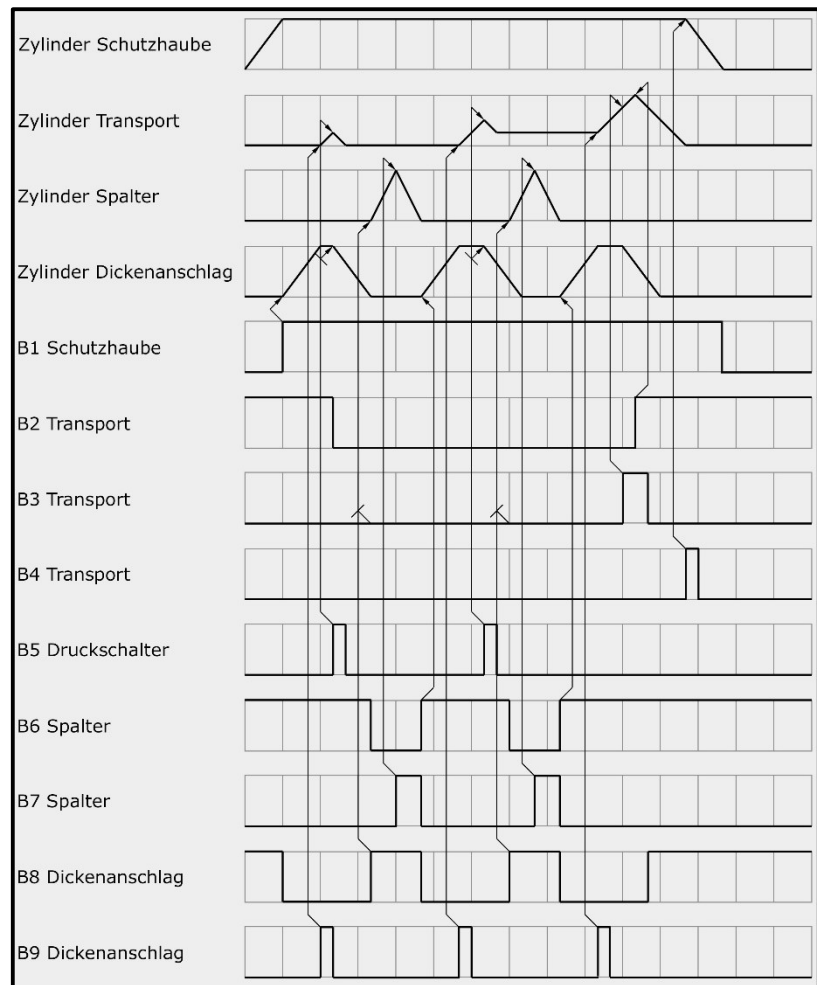 Zylinder Schutzhaube
Zylinder Transport
Zylinder Spalter
Zylinder Dickenanschlag
B1 Schutzhaube
B2 Transport
B3 Transport
B4 Transport
B5 Druckschalter
B6 Spalter
B7 Spalter
B8 Dickenanschlag
B9 Dickenanschlag